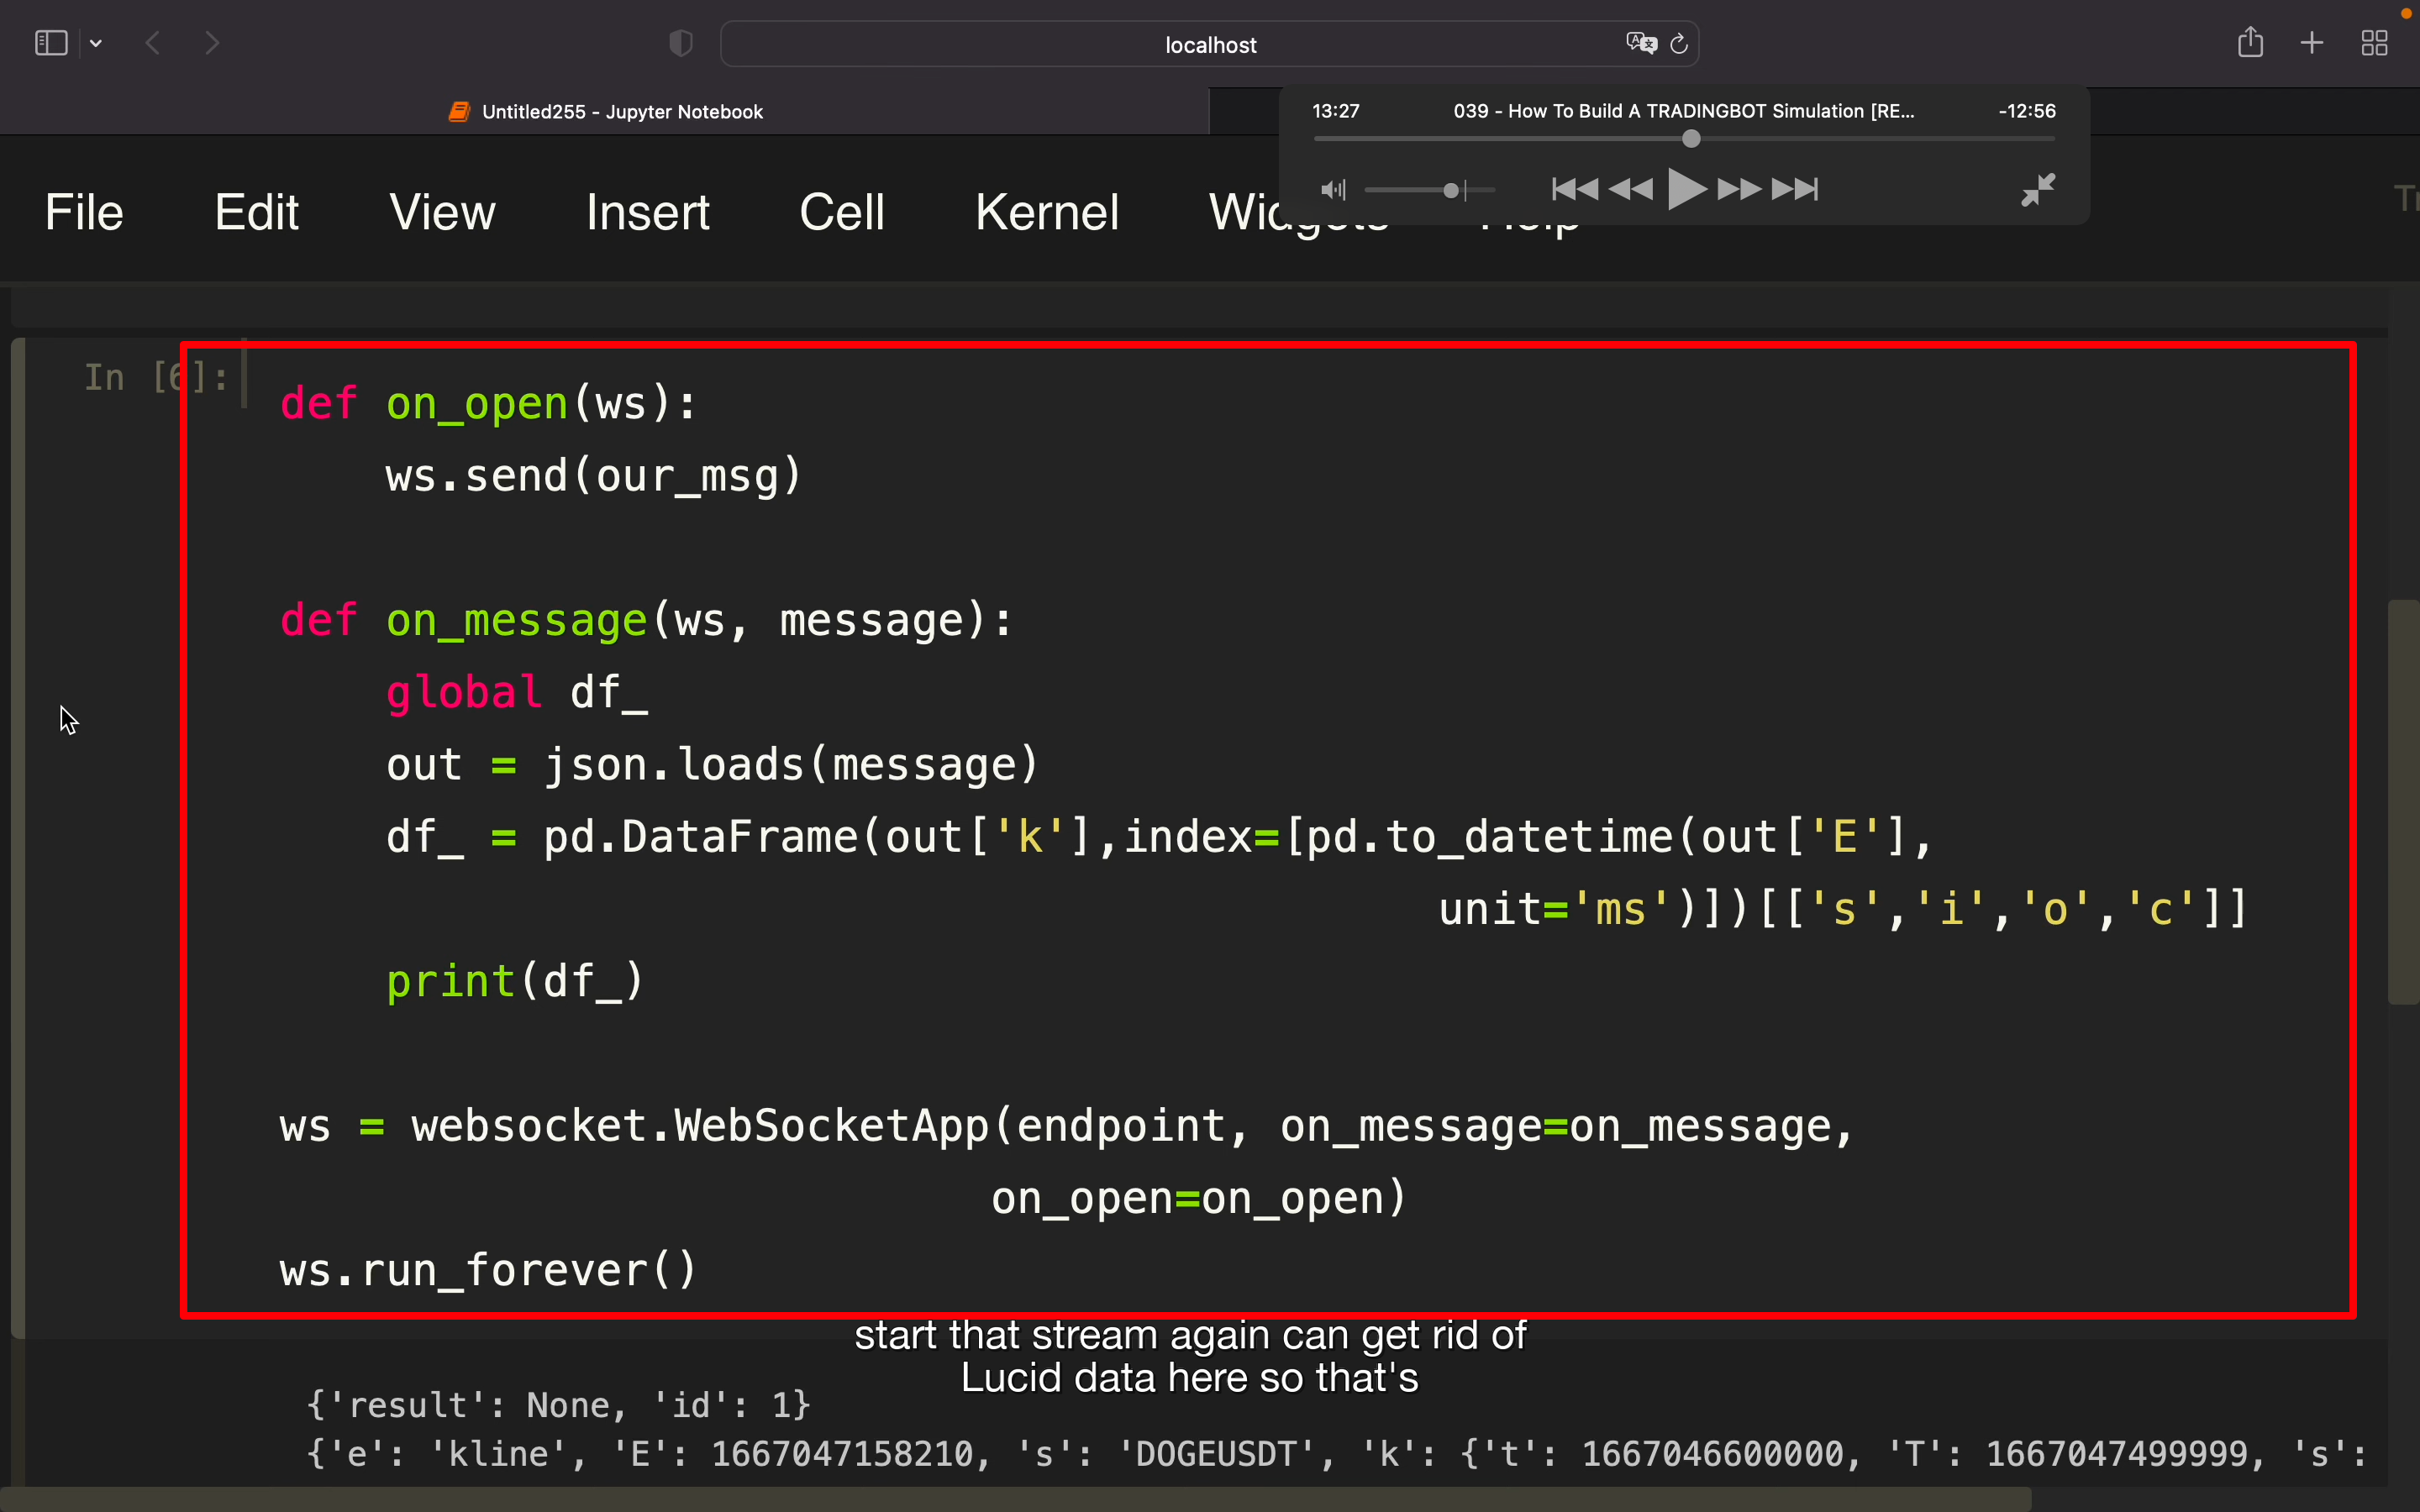 localhost
Untitled255 - Jupyter Notebook
13:27 039 - How To Build A TRADINGBOT Simulation [RE... -12:56
File Edit View Insert Cell Kernel Widgets Help
In [6]:
def on_open(ws):
    ws.send(our_msg)
def on_message(ws, message):
    global df_
    out = json.loads(message)
    df_ = pd.DataFrame(out['k'],index=[pd.to_datetime(out['E'],
                                        unit='ms')])[['s','i','o','c']]
    print(df_)
ws = websocket.WebSocketApp(endpoint, on_message=on_message,
                           on_open=on_open)
ws.run_forever()
start that stream again can get rid of
Lucid data here so that's
{'result': None, 'id': 1}
{'e': 'kline', 'E': 1667047158210, 's': 'DOGEUSDT', 'k': {'t': 1667046600000, 'T': 1667047499999, 's':